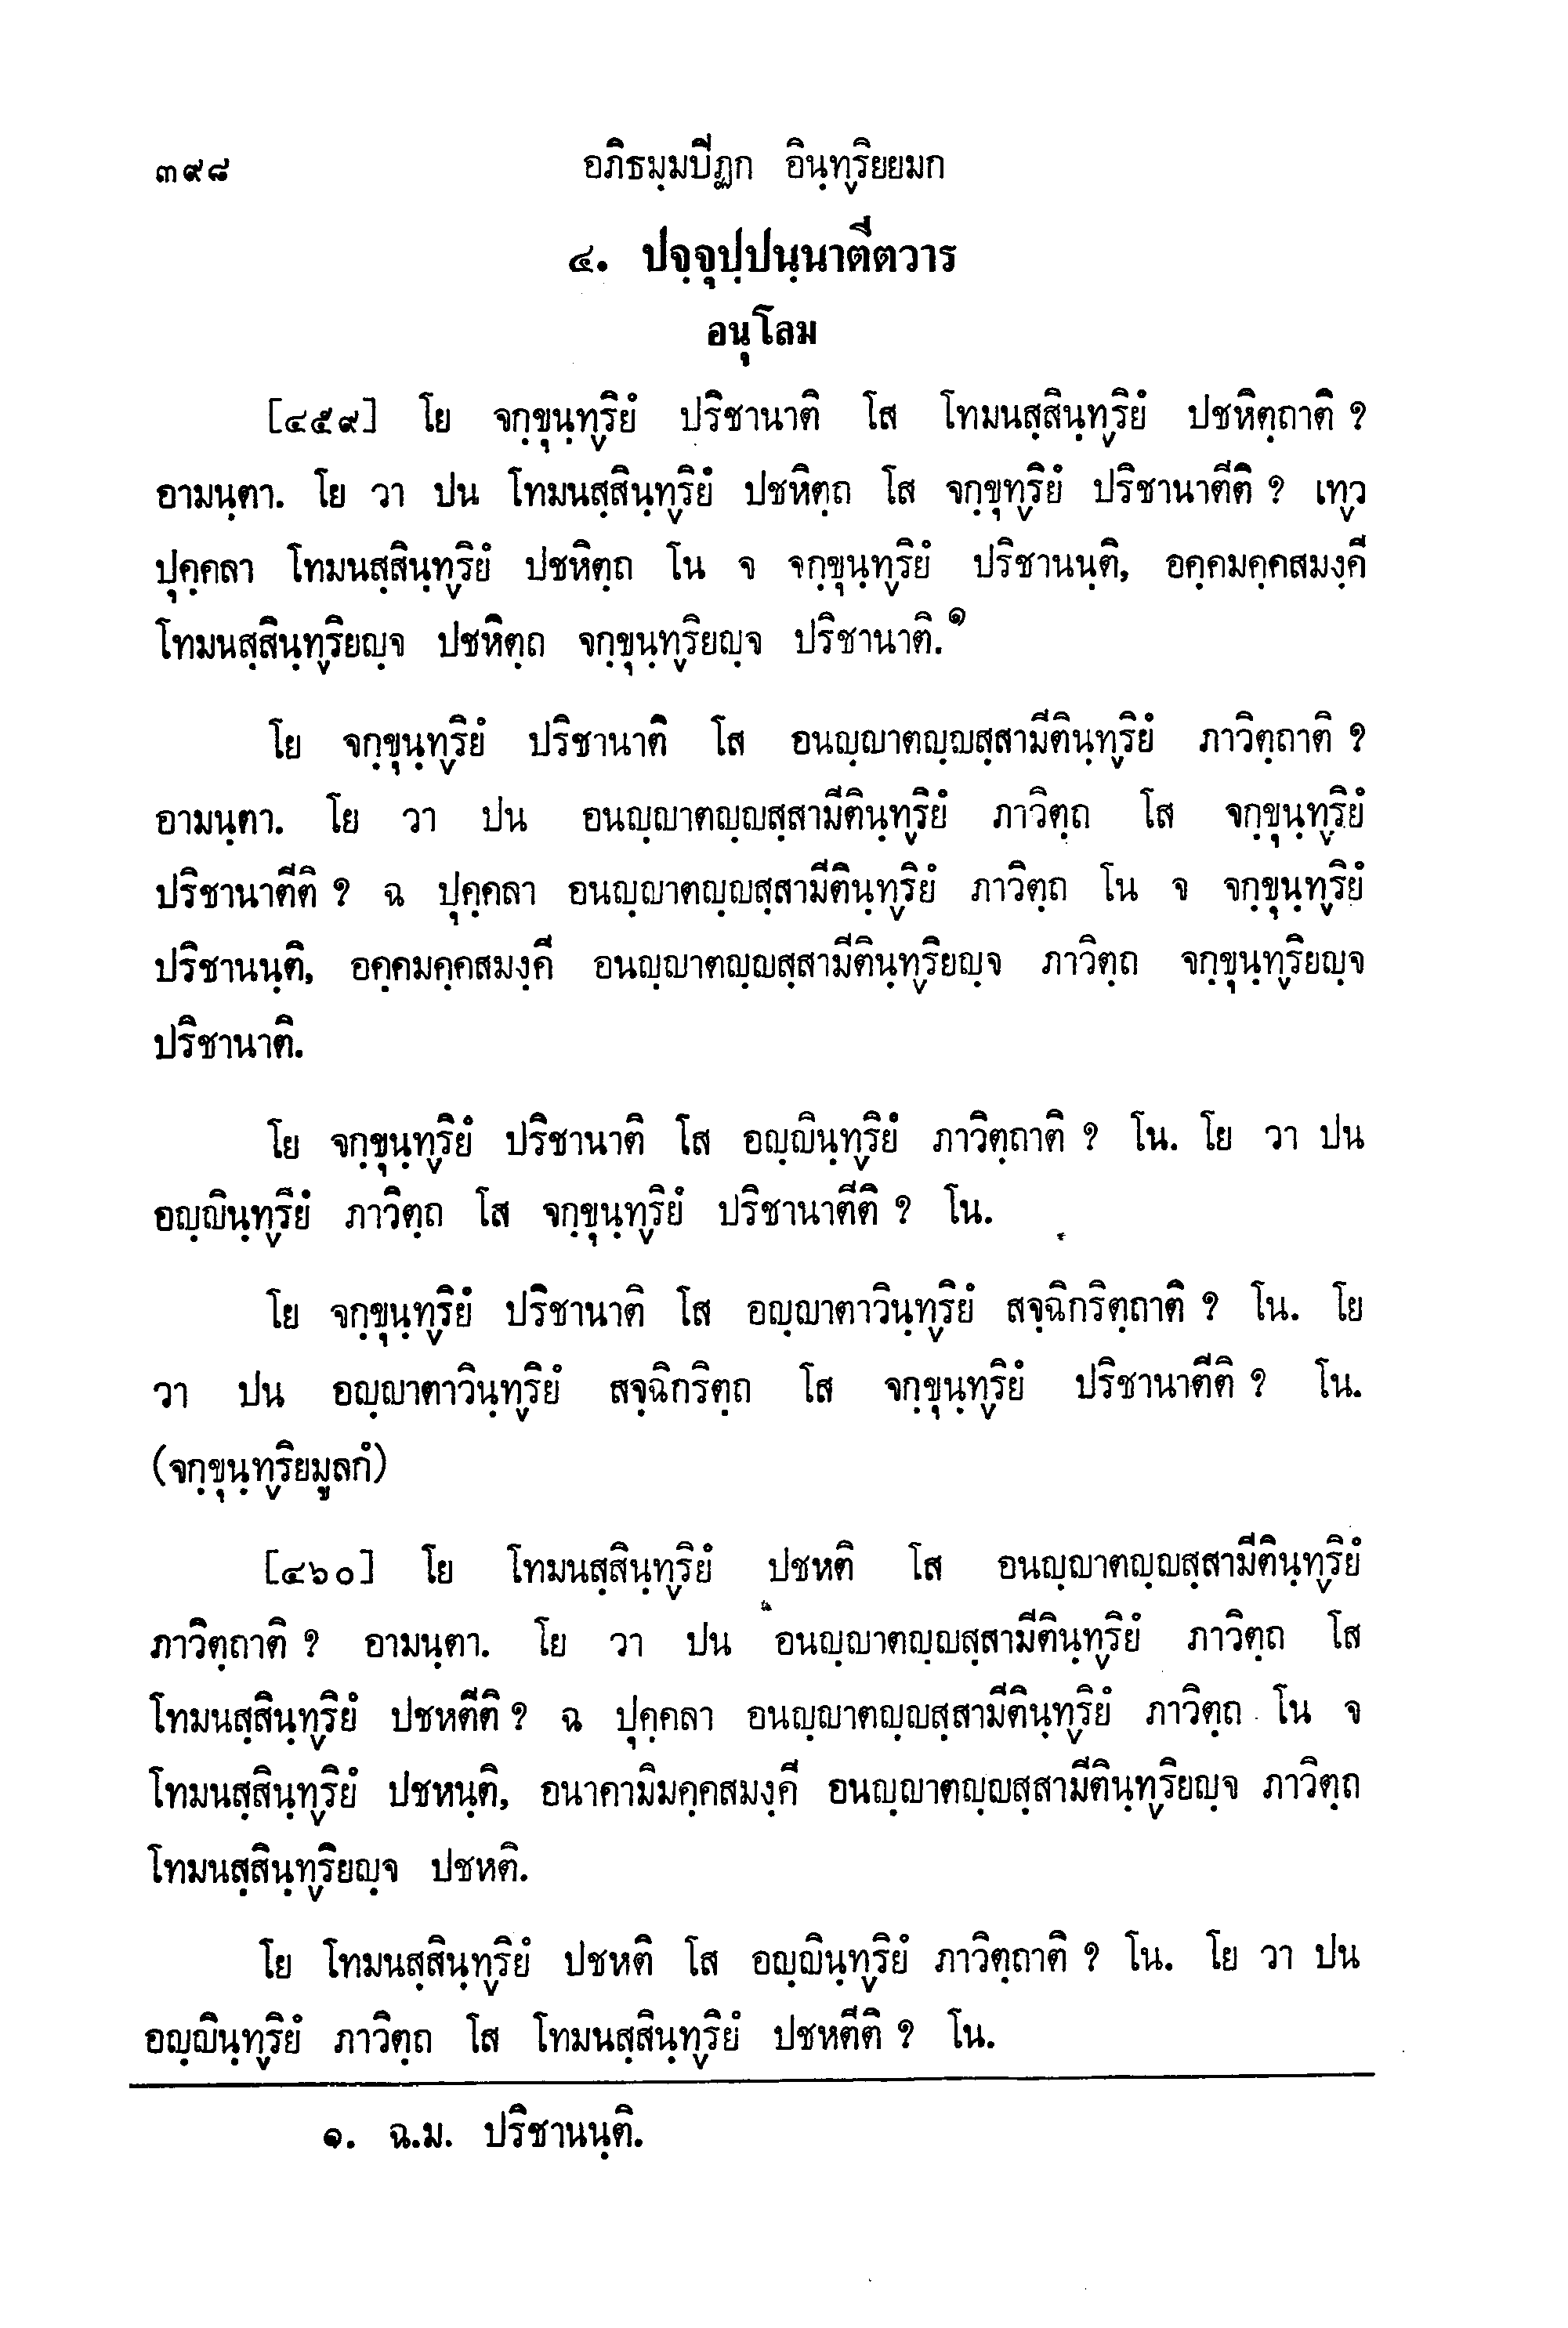 ๓๙๘ อภิธมฺมปีฏก อินฺทฺริยยมก
๔. ปจฺจุปฺปนฺนาตีตวาร
อนุโลม
[๔๕๙] โย จกฺขุนฺทฺริยํ ปริชานาติ โส โทมนสฺสินฺทฺริยํ ปชหิตฺถาติ ?
อามนฺตา. โย วา ปน โทมนสฺสินฺทฺริยํ ปชหิตฺถ โส จกฺขุทฺริยํ ปริชานาตีติ ? เทฺว
ปุคฺคลา โทมนสฺสินฺทฺริยํ ปชหิตฺถ โน จ จกฺขุนฺทฺริยํ ปริชานนฺติ, อคฺคมคฺคสมงฺคี
โทมนสฺสินฺทฺริยญฺจ ปชหิตฺถ จกฺขุนฺทฺริยญฺจ ปริชานาติ.๑
โย จกฺขุนฺทฺริยํ ปริชานาติ โส อนญฺญาตญฺญสฺสามีตินฺทฺริยํ ภาวิตฺถาติ ?
อามนฺตา. โย วา ปน อนญฺญาตญฺญสฺสามีตินฺทฺริยํ ภาวิตฺถ โส จกฺขุนฺทฺริยํ
ปริชานาตีติ ? ฉ ปุคฺคลา อนญฺญาตญฺญสฺสามีตินฺทฺริยํ ภาวิตฺถ โน จ จกฺขุนฺทฺริยํ
ปริชานนฺติ, อคฺคมคฺคสมงฺคี อนญฺญาตญฺญสฺสามีตินฺทฺริยญฺจ ภาวิตฺถ จกฺขุนฺทฺริยญฺจ
ปริชานาติ.
โย จกฺขุนฺทฺริยํ ปริชานาติ โส อญฺญินฺทฺริยํ ภาวิตฺถาติ ? โน. โย วา ปน
อญฺญินฺทฺรียํ ภาวิตฺถ โส จกฺขุนฺทฺริยํ ปริชานาตีติ ? โน.
โย จกฺขุนฺทฺริยํ ปริชานาติ โส อญฺญาตาวินฺทฺริยํ สจฺฉิกริตฺถาติ ? โน. โย
วา ปน อญฺญาตาวินฺทฺริยํ สจฺฉิกริตฺถ โส จกฺขุนฺทฺริยํ ปริชานาตีติ ? โน.
(จกฺขุนฺทฺริยมูลกํ)
[๔๖๐] โย โทมนสฺสินฺทฺริยํ ปชหติ โส อนญฺญาตญฺญสฺสามีตินฺทฺริยํ
ภาวิตฺถาติ ? อามนฺตา. โย วา ปน อนญฺญาตญฺญสฺสามีตินฺทฺริยํ ภาวิตฺถ โส
โทมนสฺสินฺทฺริยํ ปชหตีติ ? ฉ ปุคฺคลา อนญฺญาตญฺญสฺสามีตินฺทฺริยํ ภาวิตฺถ โน จ
โทมนสฺสินฺทฺริยํ ปชหนฺติ, อนาคามิมคฺคสมงฺคี อนญฺญาตญฺญสฺสามีตินฺทฺริยญฺจ ภาวิตฺถ
โทมนสฺสินฺทฺริยญฺจ ปชหติ.
โย โทมนสฺสินฺทฺริยํ ปชหติ โส อญฺญินฺทฺริยํ ภาวิตฺถาติ ? โน. โย วา ปน
อญฺญินฺทฺริยํ ภาวิตฺถ โส โทมนสฺสินฺทฺริยํ ปชหตีติ ? โน.
๑. ฉ.ม. ปริชานนฺติ.